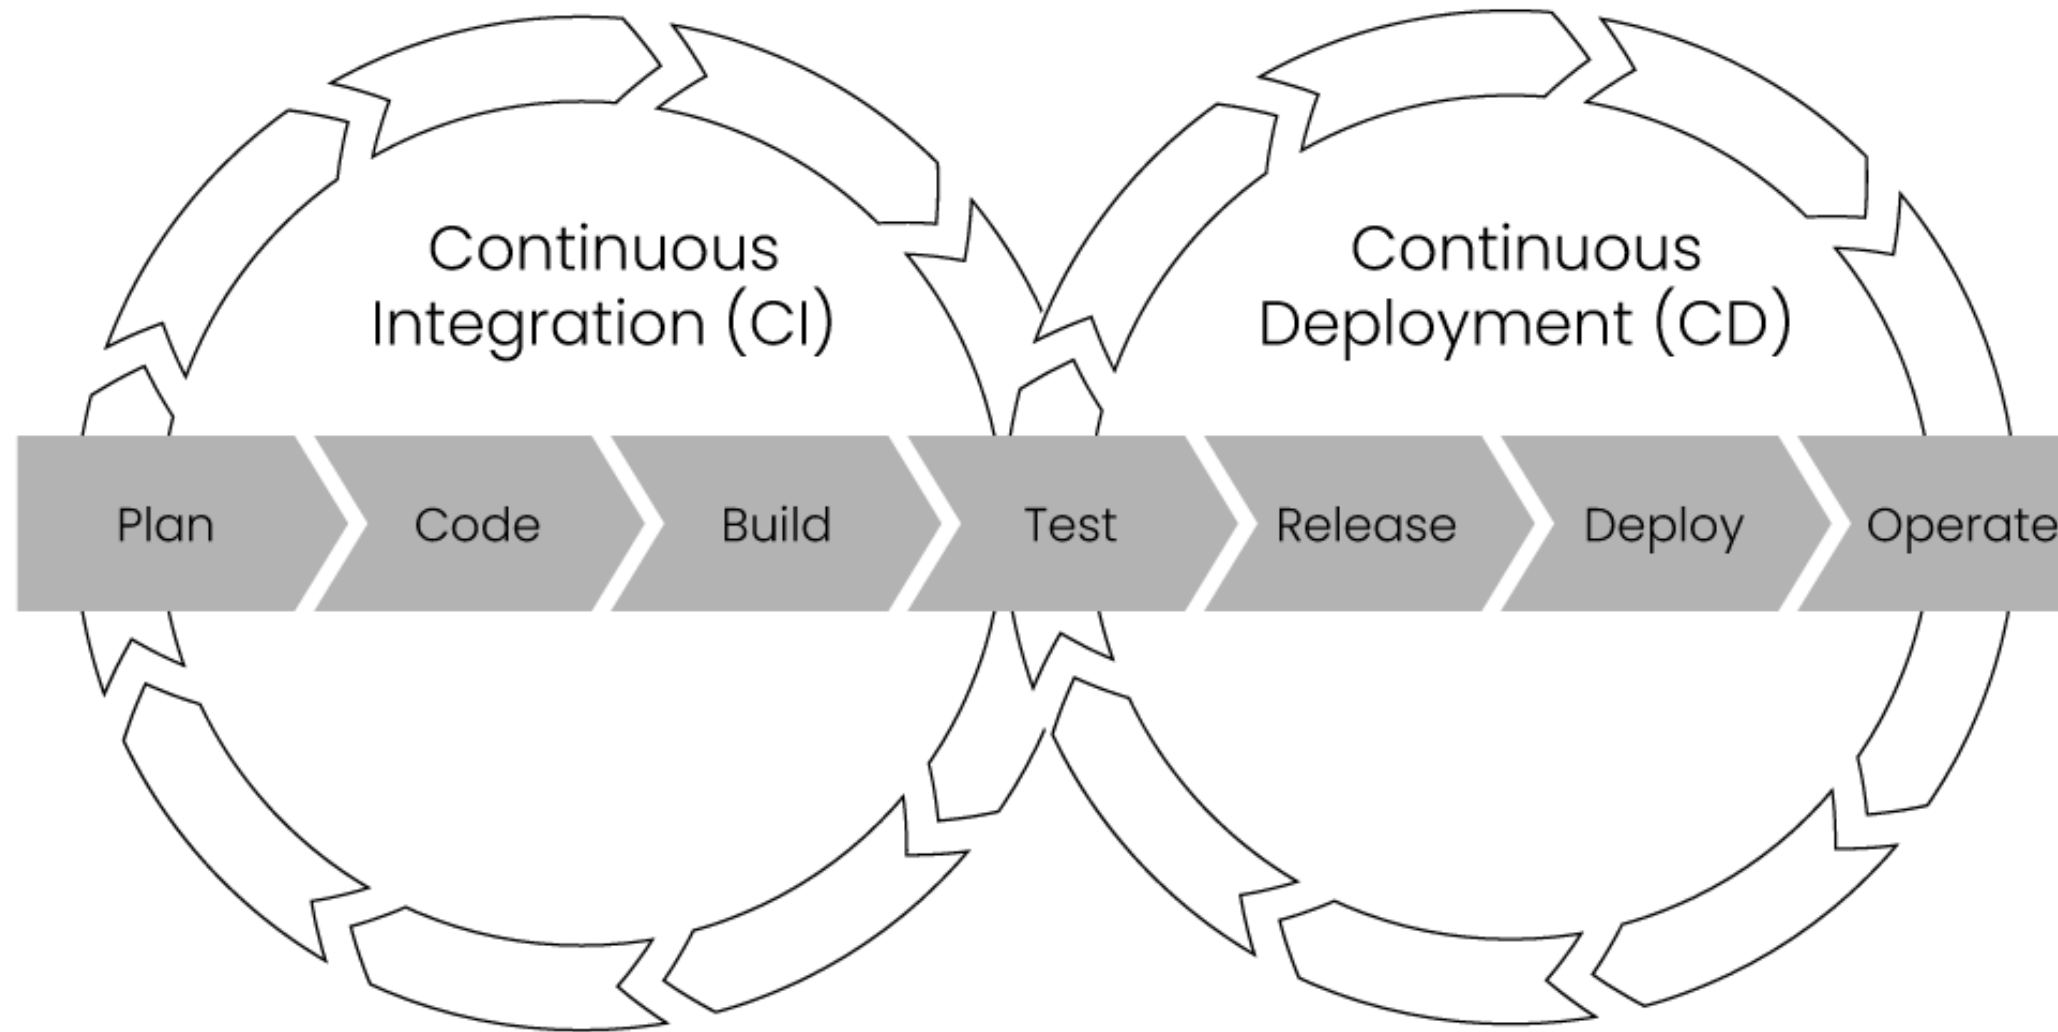 Continuous
Integration (CI)
Continuous
Deployment (CD)
Plan
Code
Build
Test
Release
Deploy
Operate